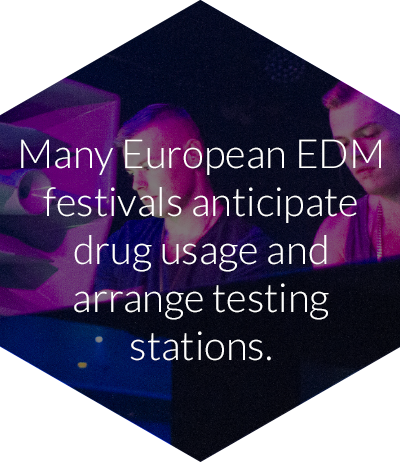 Many European EDM
festivals anticipate
drug usage and
arrange testing
stations.